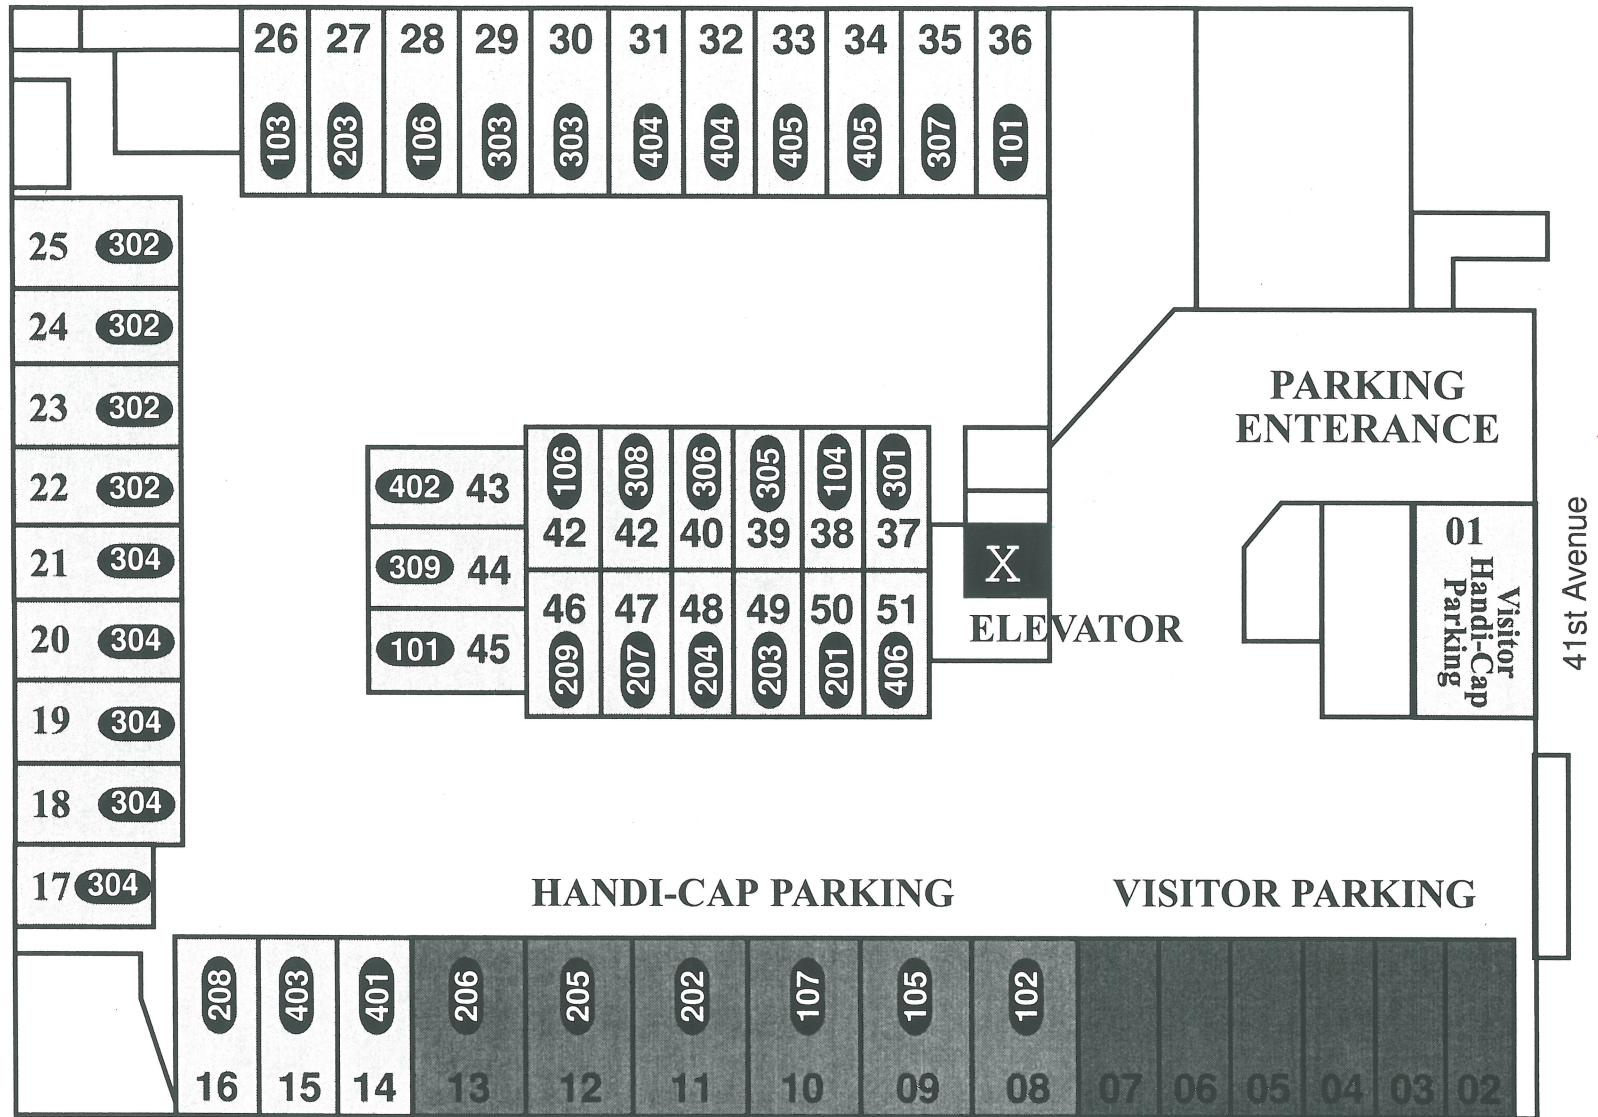 26 27 28 29 30 31 32 33 34 35 36
103 203 106 303 303 404 404 405 405 307 101
25 302
24 302
23 302
22 302
21 304
20 304
19 304
18 304
17 304
PARKING
ENTERANCE
402 43
309 44
101 45
106 308 306 305 104 301
42 42 40 39 38 37
46 47 48 49 50 51
209 207 204 203 201 406
X
ELEVATOR
01
Visitor
Handi-Cap
Parking
41st Avenue
HANDI-CAP PARKING
VISITOR PARKING
208 403 401 206 205 202 107 105 102
16 15 14 13 12 11 10 09 08 07 06 05 04 03 02